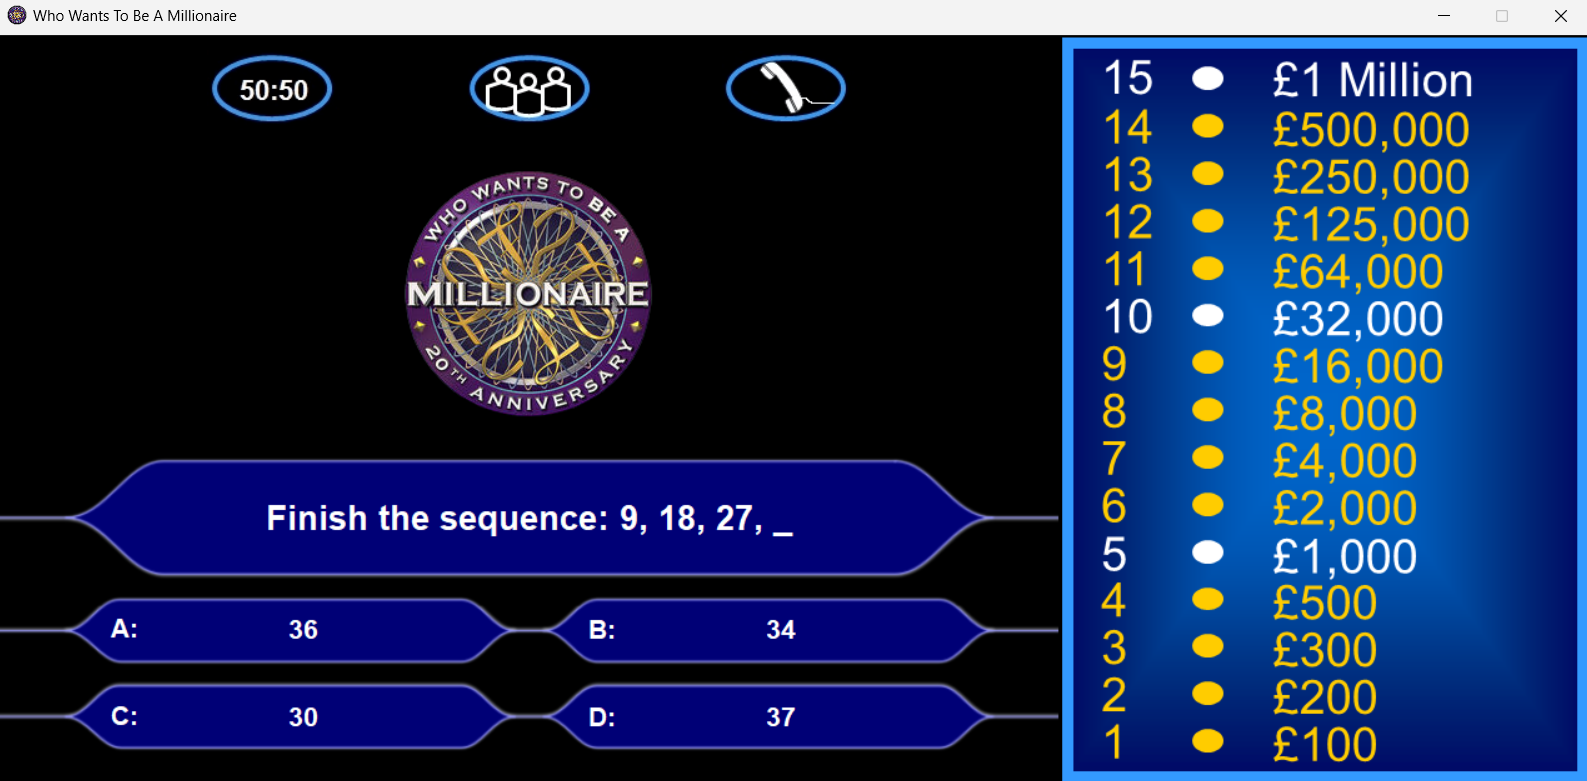 Who Wants To Be A Millionaire
50:50
WHO WANTS TO BE A
MILLIONAIRE
20TH ANNIVERSARY
Finish the sequence: 9, 18, 27, _
A: 36
B: 34
C: 30
D: 37
15 £1 Million
14 £500,000
13 £250,000
12 £125,000
11 £64,000
10 £32,000
9 £16,000
8 £8,000
7 £4,000
6 £2,000
5 £1,000
4 £500
3 £300
2 £200
1 £100